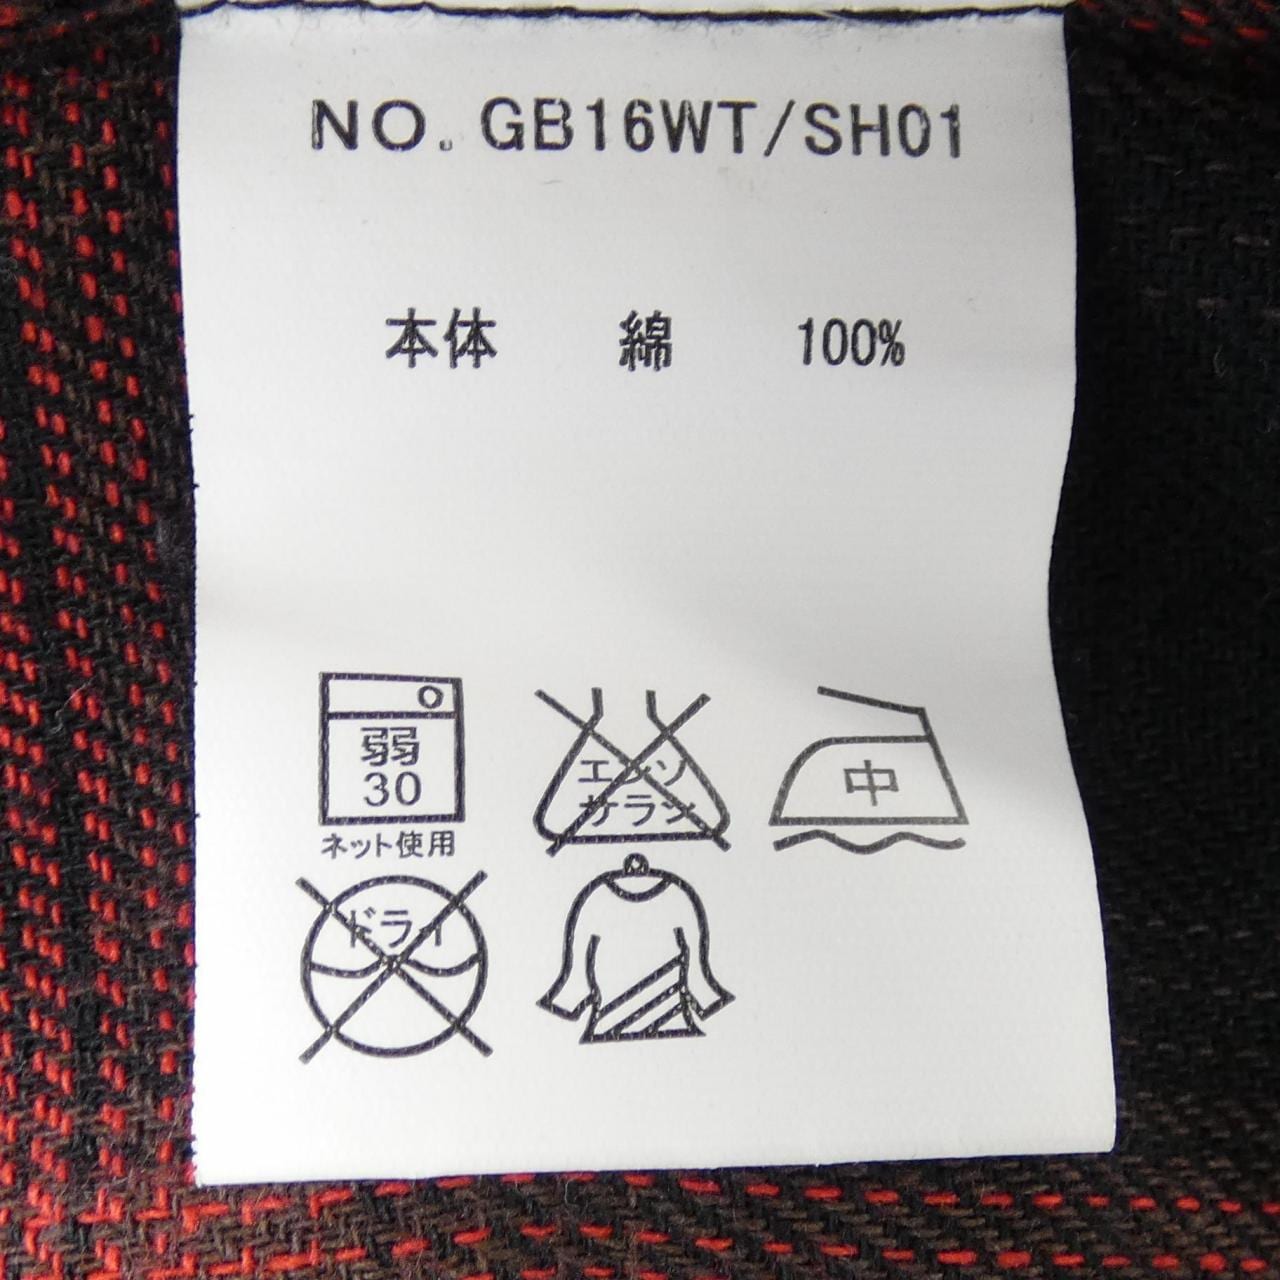 NO. GB16WT/SH01
本体 綿 100%
弱
30
ネット使用
エンソ
サラシ
中
ドライ